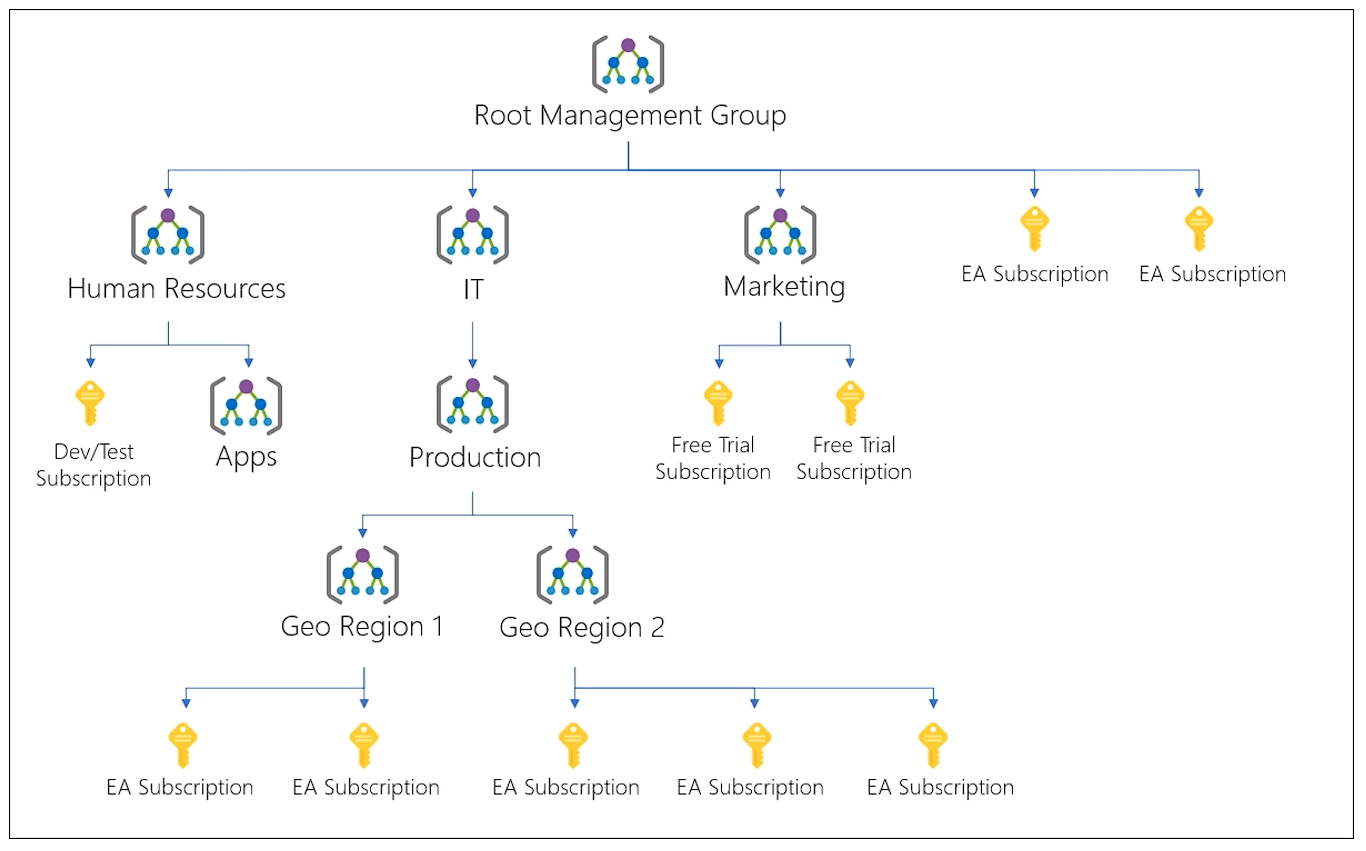 Root Management Group
Human Resources
IT
Marketing
EA Subscription
EA Subscription
Dev/Test
Subscription
Apps
Production
Free Trial
Subscription
Free Trial
Subscription
Geo Region 1
Geo Region 2
EA Subscription
EA Subscription
EA Subscription
EA Subscription
EA Subscription